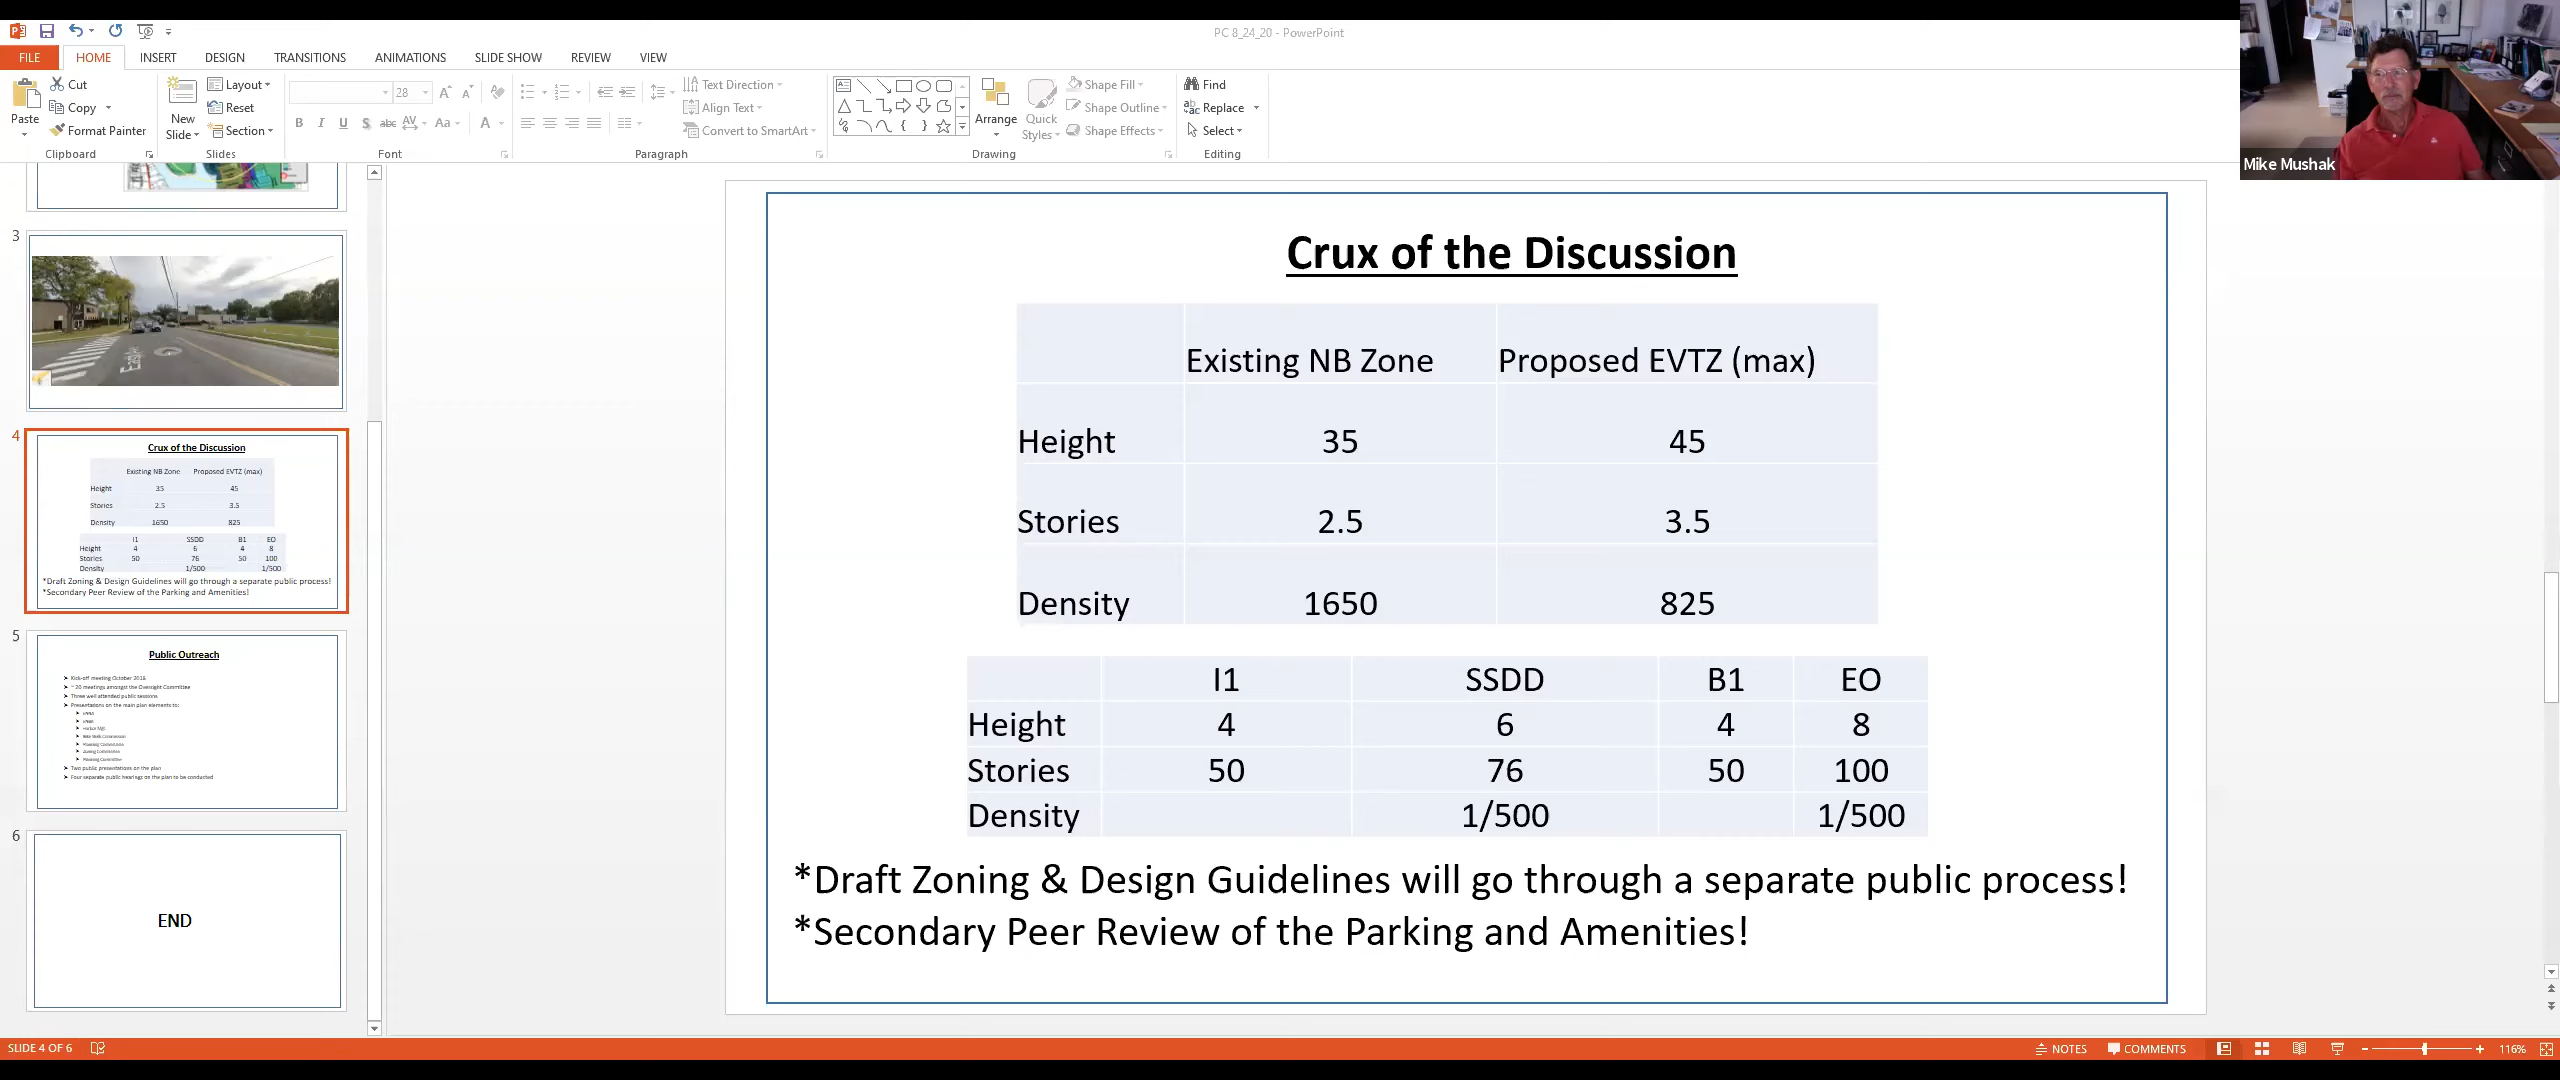 PC 8_24_20 - PowerPoint
FILE HOME INSERT DESIGN TRANSITIONS ANIMATIONS SLIDE SHOW REVIEW VIEW
Paste
Cut
Copy
Format Painter
Clipboard
New
Slide
Layout
Reset
Section
Slides
28
Font
Text Direction
Align Text
Convert to SmartArt
Paragraph
Arrange
Quick
Styles
Shape Fill
Shape Outline
Shape Effects
Drawing
Find
Replace
Select
Editing
Mike Mushak
3
4
Crux of the Discussion
Existing NB Zone Proposed EVTZ (max)
Height 35 45
Stories 2.5 3.5
Density 1650 825
I1 SSDD B1 EO
Height 4 6 4 8
Stories 50 76 50 100
Density 1/500 1/500
*Draft Zoning & Design Guidelines will go through a separate public process!
*Secondary Peer Review of the Parking and Amenities!
5
Public Outreach
~ 20 meetings amongst the Oversight Committee
Three well attended public sessions
Presentations on the main plan elements to:
Two public presentations on the plan
Four separate public hearings on the plan to be conducted
6
END
Crux of the Discussion
Existing NB Zone Proposed EVTZ (max)
Height 35 45
Stories 2.5 3.5
Density 1650 825
I1 SSDD B1 EO
Height 4 6 4 8
Stories 50 76 50 100
Density 1/500 1/500
*Draft Zoning & Design Guidelines will go through a separate public process!
*Secondary Peer Review of the Parking and Amenities!
SLIDE 4 OF 6
NOTES COMMENTS 116%